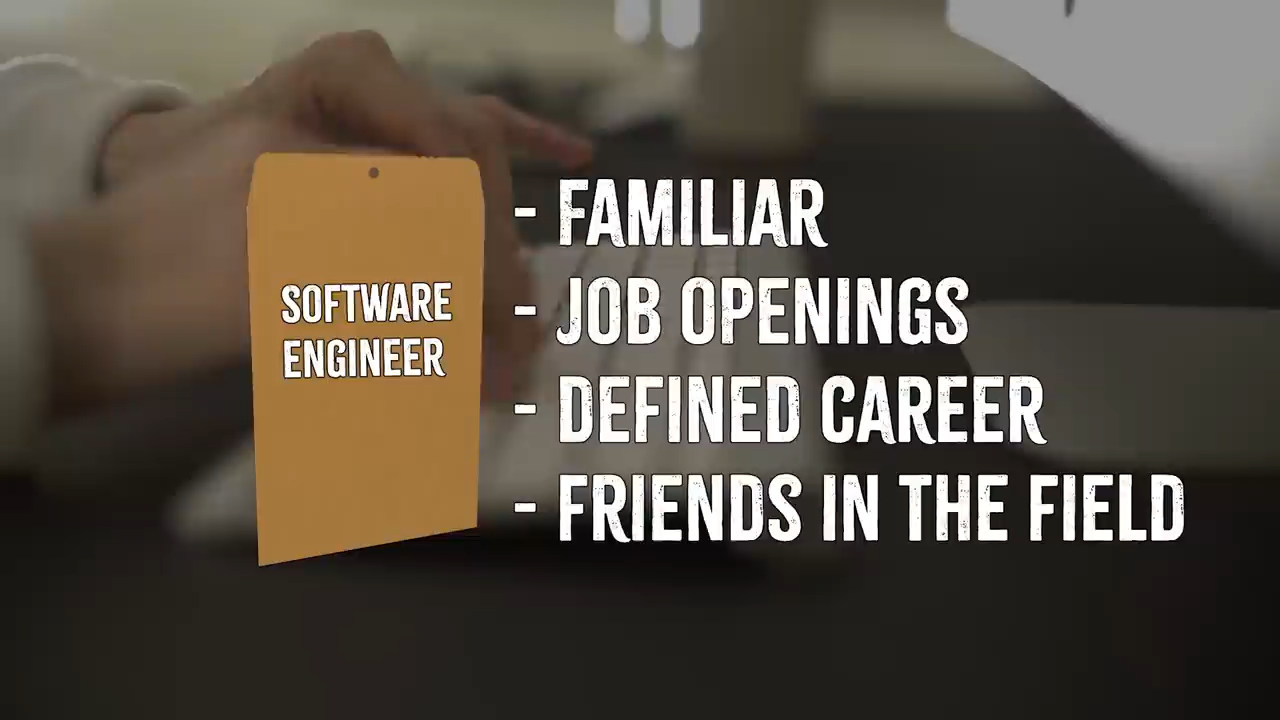 SOFTWARE
ENGINEER
- FAMILIAR
- JOB OPENINGS
- DEFINED CAREER
- FRIENDS IN THE FIELD